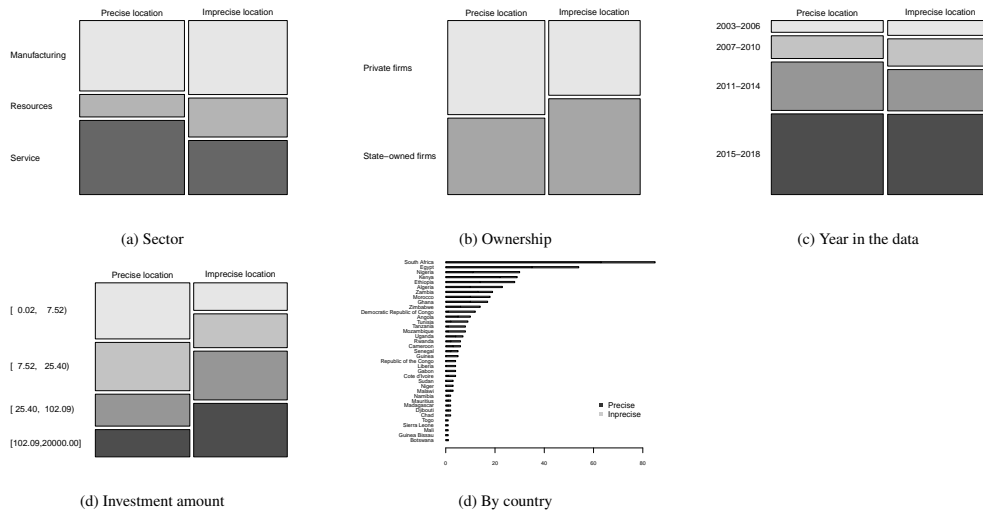 Precise location
Imprecise location
Manufacturing
Resources
Service
(a) Sector
Precise location
Imprecise location
Private firms
State−owned firms
(b) Ownership
Precise location
Imprecise location
2003−2006
2007−2010
2011−2014
2015−2018
(c) Year in the data
Precise location
Imprecise location
[ 0.02, 7.52)
[ 7.52, 25.40)
[ 25.40, 102.09)
[102.09,20000.00]
(d) Investment amount
South Africa
Egypt
Nigeria
Kenya
Ethiopia
Algeria
Zambia
Morocco
Ghana
Zimbabwe
Democratic Republic of Congo
Angola
Tunisia
Tanzania
Mozambique
Uganda
Rwanda
Cameroon
Senegal
Guinea
Republic of the Congo
Liberia
Gabon
Cote d'Ivoire
Sudan
Niger
Malawi
Namibia
Mauritius
Madagascar
Djibouti
Chad
Togo
Sierra Leone
Mali
Guinea Bissau
Botswana
Precise
Inprecise
0 20 40 60 80
(d) By country